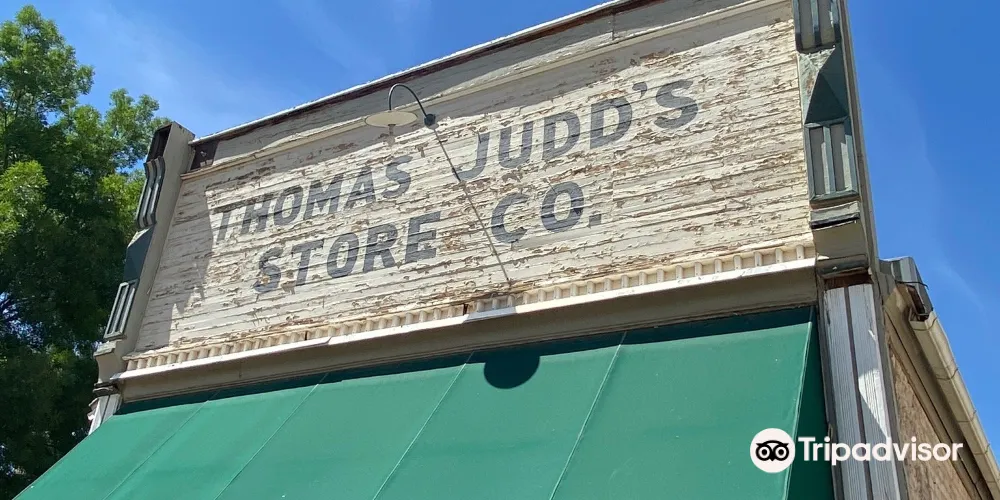 THOMAS JUDD'S
STORE CO.
Tripadvisor